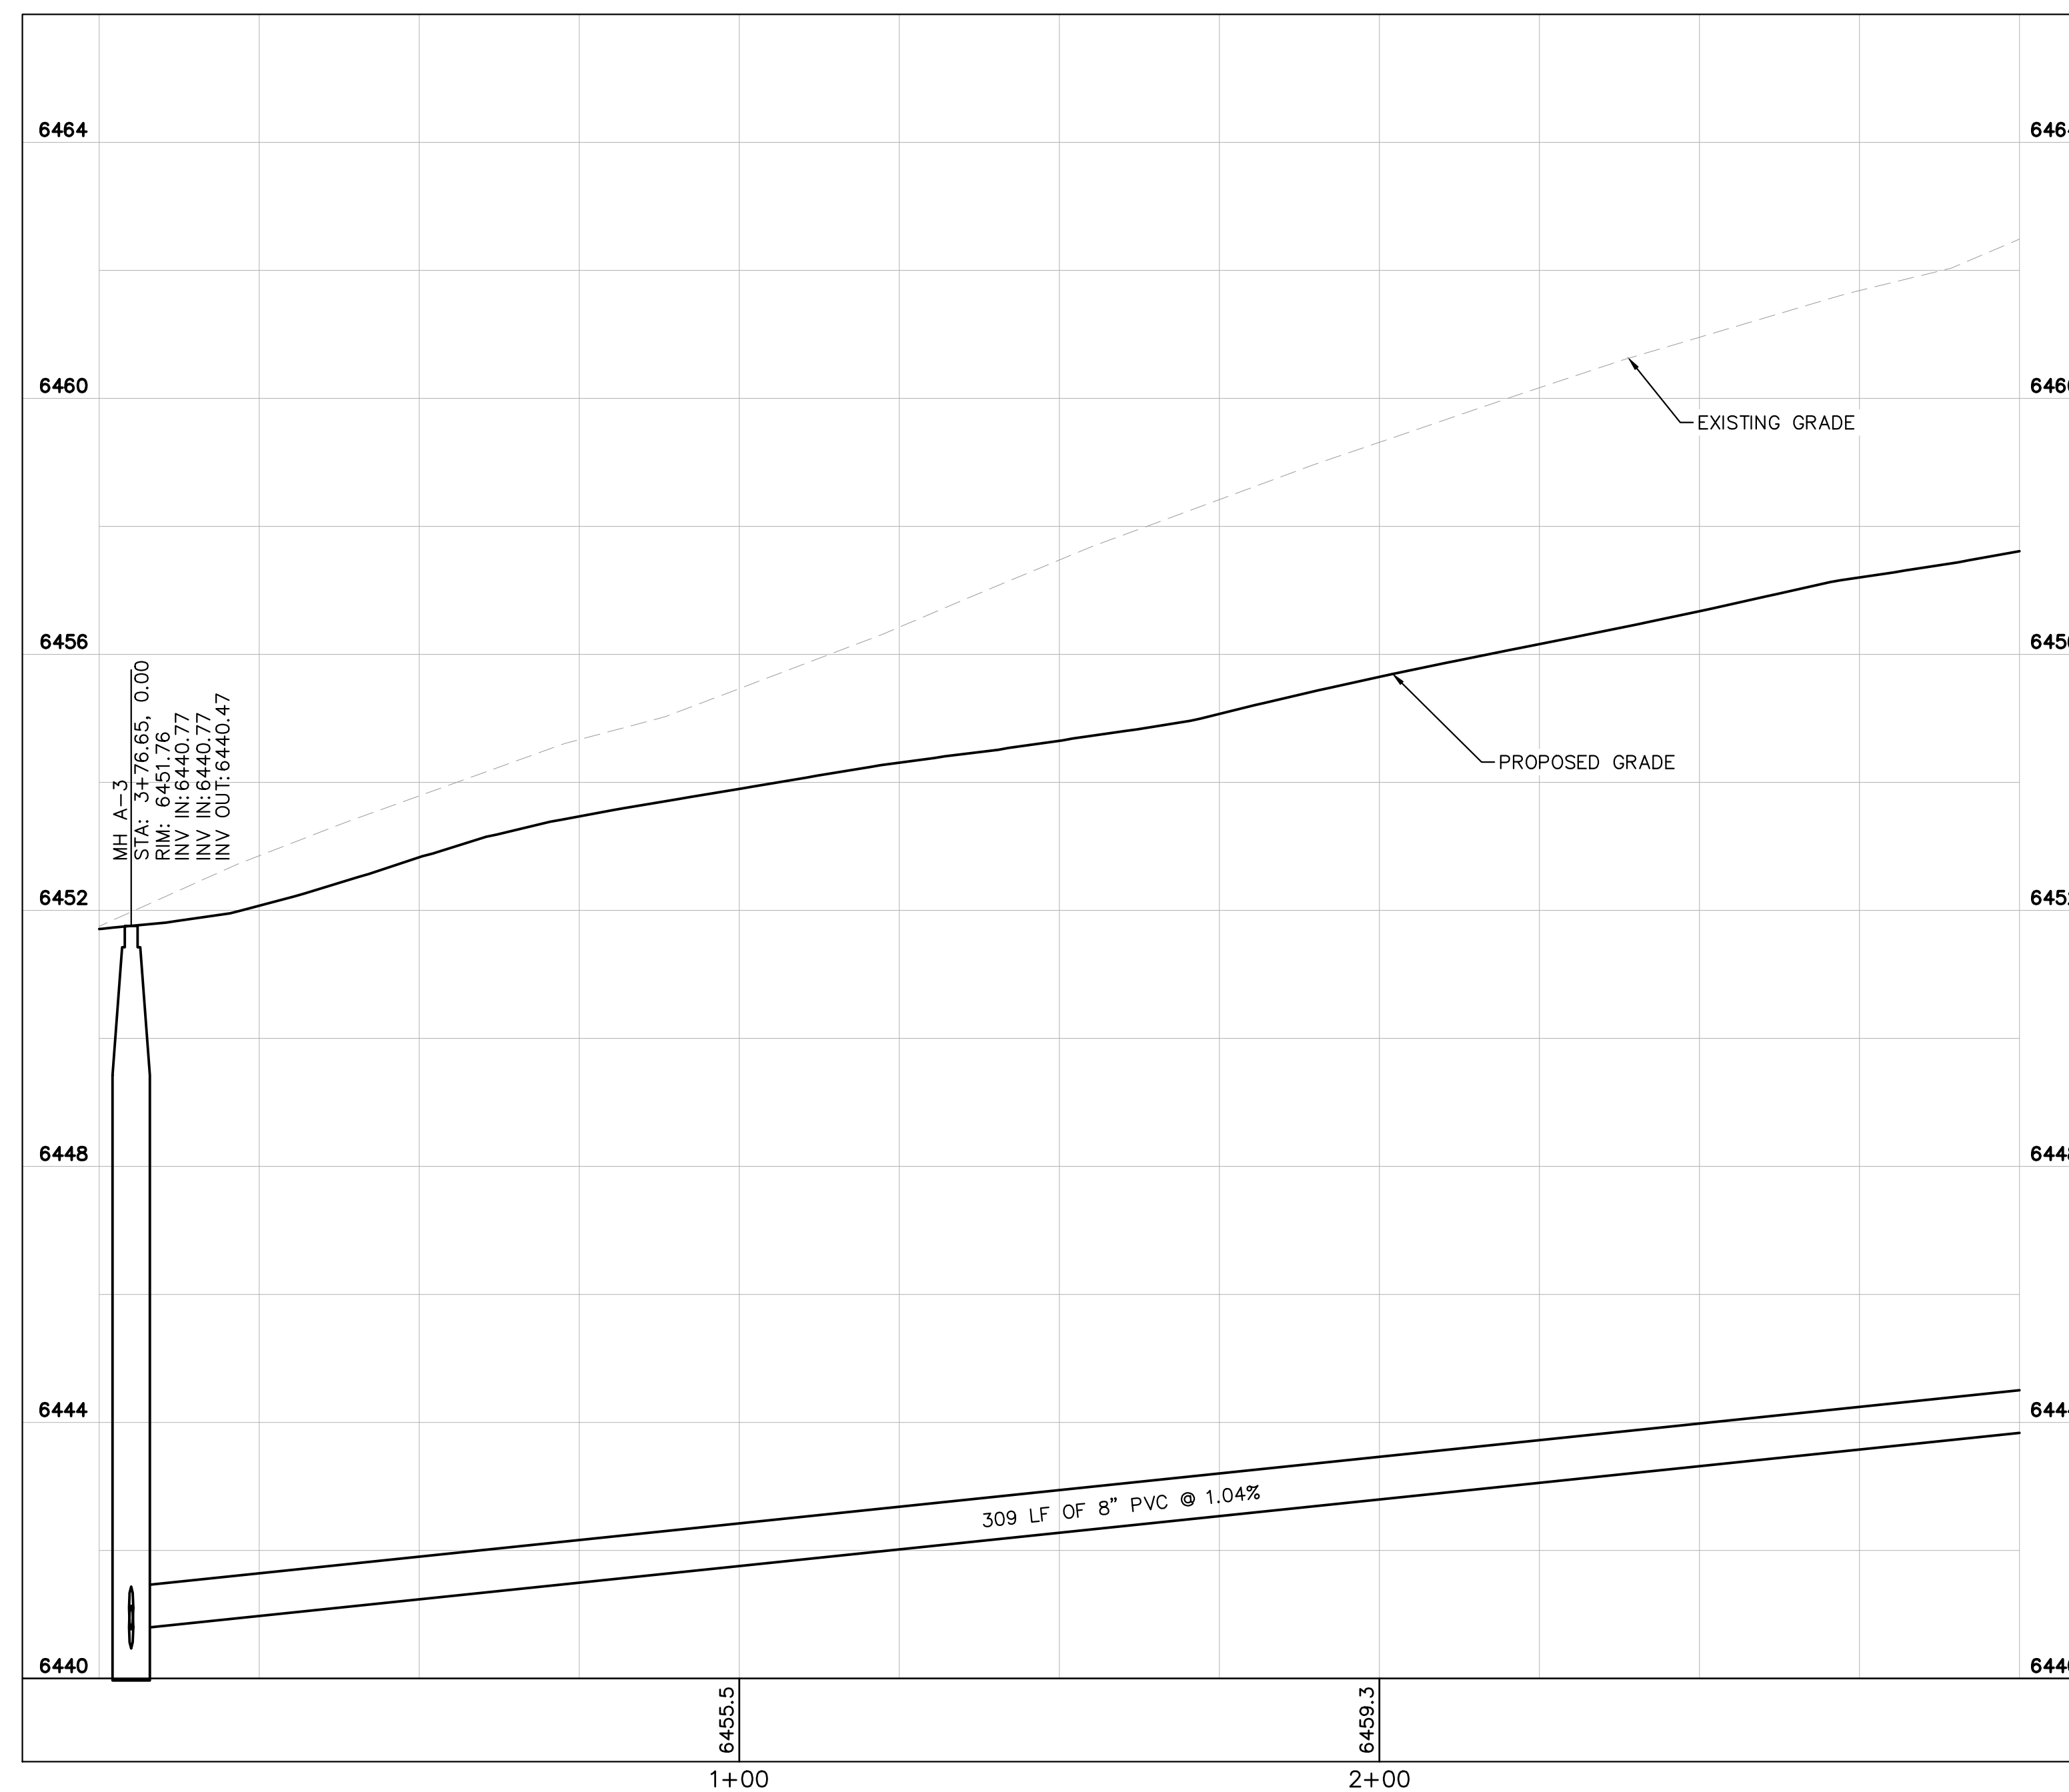 6464
6460
6456
6452
6448
6444
6440
MH A-3
STA: 3+76.65, 0.00
RIM: 6451.76
INV IN:6440.77
INV IN:6440.77
INV OUT:6440.47
EXISTING GRADE
PROPOSED GRADE
309 LF OF 8" PVC @ 1.04%
6455.5
6459.3
1+00
2+00